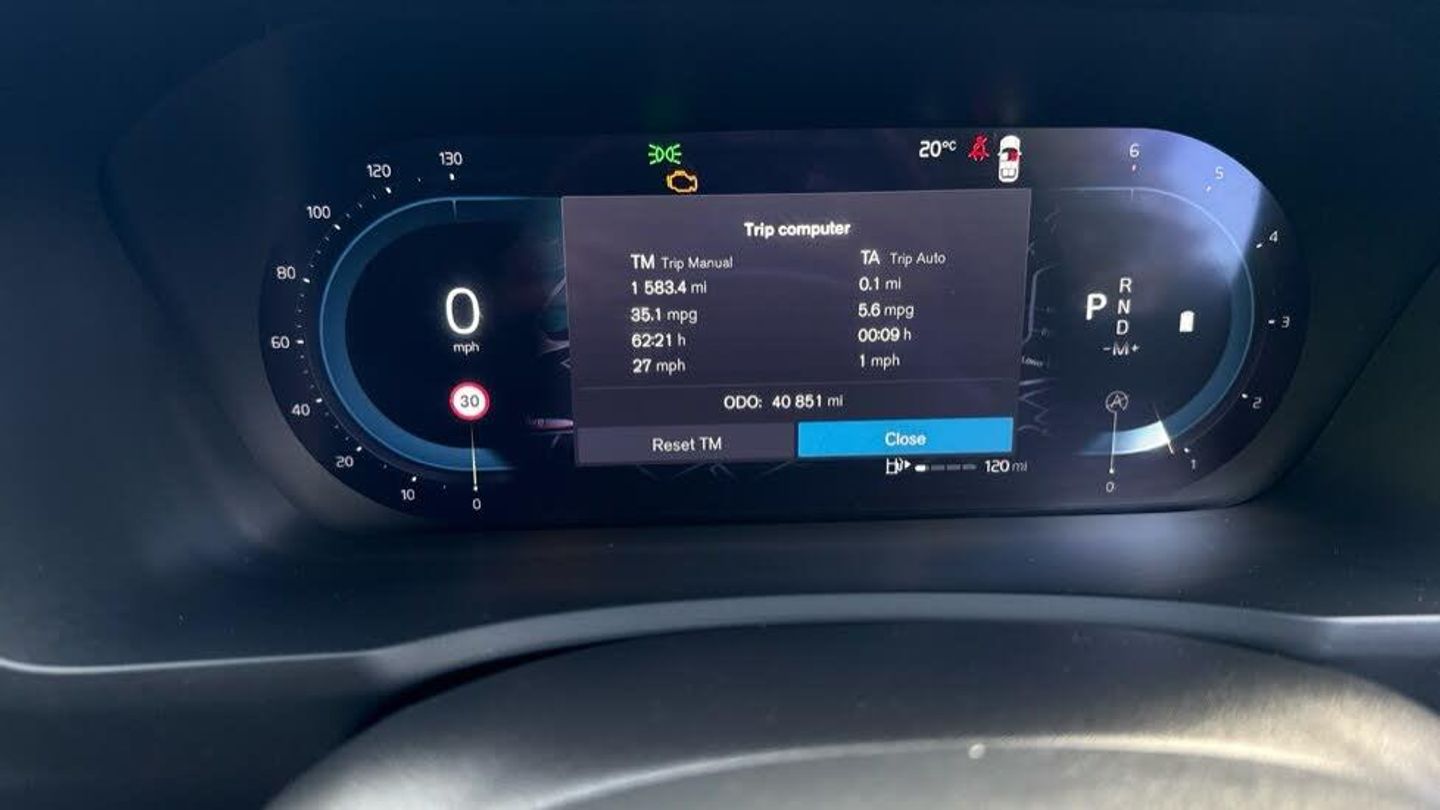 20°C
130
120
100
80
60
40
20
10
0
0
mph
30
Trip computer
TM Trip Manual
1 583.4 mi
35.1 mpg
62:21 h
27 mph
TA Trip Auto
0.1 mi
5.6 mpg
00:09 h
1 mph
ODO: 40 851 mi
Reset TM
Close
120 mi
P
R
N
D
-M+
A
6
5
4
3
2
1
0